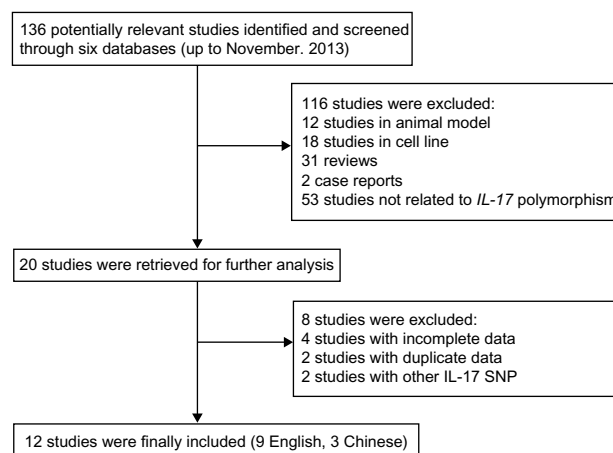 136 potentially relevant studies identified and screened
through six databases (up to November. 2013)
116 studies were excluded:
12 studies in animal model
18 studies in cell line
31 reviews
2 case reports
53 studies not related to IL-17 polymorphism
20 studies were retrieved for further analysis
8 studies were excluded:
4 studies with incomplete data
2 studies with duplicate data
2 studies with other IL-17 SNP
12 studies were finally included (9 English, 3 Chinese)